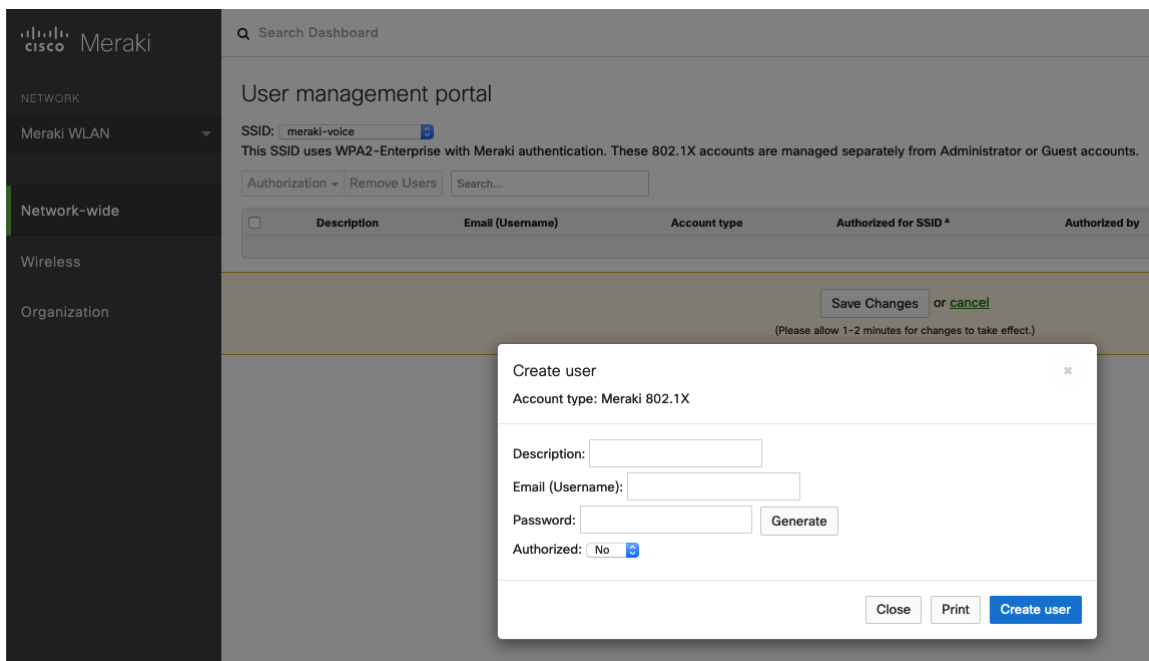 cisco Meraki
Search Dashboard
NETWORK
Meraki WLAN
Network-wide
Wireless
Organization
User management portal
SSID: meraki-voice
This SSID uses WPA2-Enterprise with Meraki authentication. These 802.1X accounts are managed separately from Administrator or Guest accounts.
Authorization Remove Users Search...
Description Email (Username) Account type Authorized for SSID Authorized by
Save Changes or cancel
(Please allow 1-2 minutes for changes to take effect.)
Create user
Account type: Meraki 802.1X
Description:
Email (Username):
Password: Generate
Authorized: No
Close Print Create user